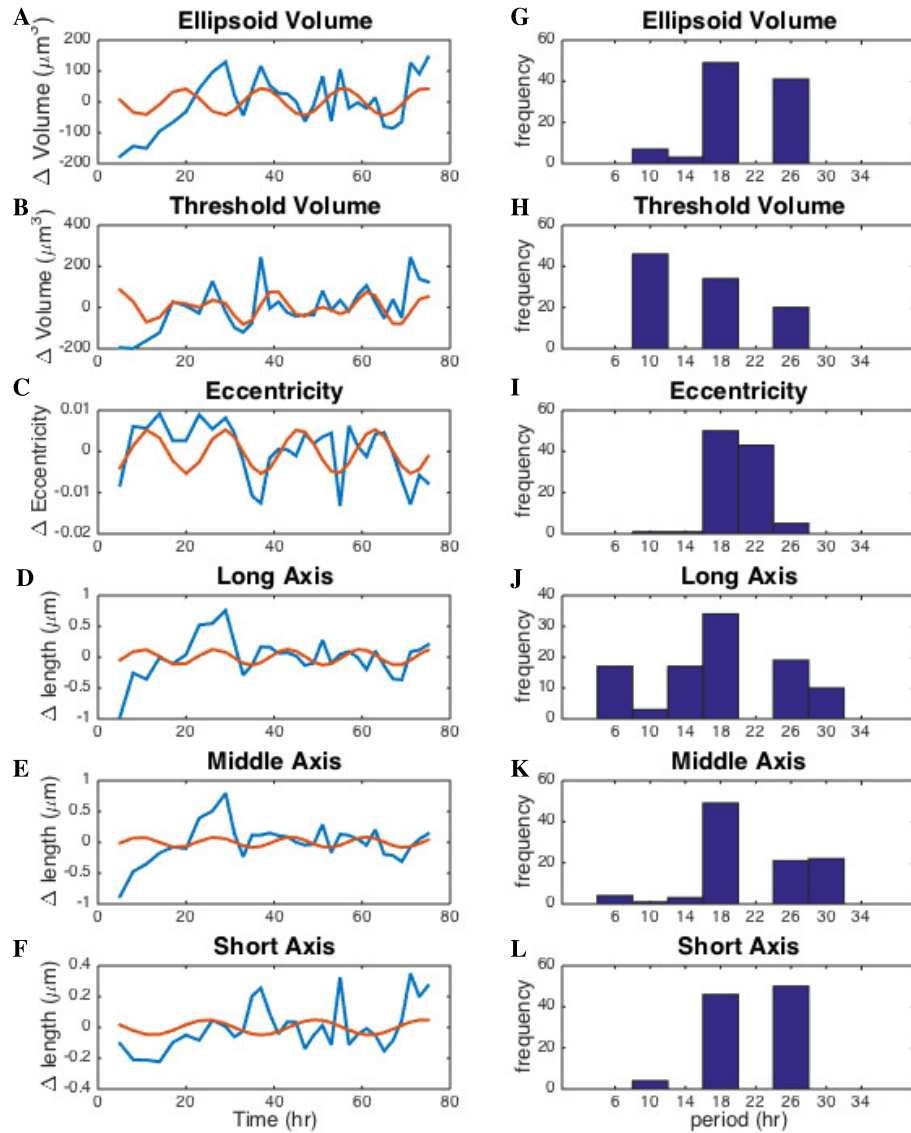 A
Ellipsoid Volume
Δ Volume (μm³)
200
100
0
-100
-200
0 20 40 60 80
G
Ellipsoid Volume
frequency
60
40
20
0
6 10 14 18 22 26 30 34
B
Threshold Volume
Δ Volume (μm³)
400
200
0
-200
0 20 40 60 80
H
Threshold Volume
frequency
60
40
20
0
6 10 14 18 22 26 30 34
C
Eccentricity
Δ Eccentricity
0.01
0
-0.01
-0.02
0 20 40 60 80
I
Eccentricity
frequency
60
40
20
0
6 10 14 18 22 26 30 34
D
Long Axis
Δ length (μm)
1
0.5
0
-0.5
-1
0 20 40 60 80
J
Long Axis
frequency
40
30
20
10
0
6 10 14 18 22 26 30 34
E
Middle Axis
Δ length (μm)
1
0.5
0
-0.5
-1
0 20 40 60 80
K
Middle Axis
frequency
60
40
20
0
6 10 14 18 22 26 30 34
F
Short Axis
Δ length (μm)
0.4
0.2
0
-0.2
-0.4
0 20 40 60 80
Time (hr)
L
Short Axis
frequency
60
40
20
0
6 10 14 18 22 26 30 34
period (hr)